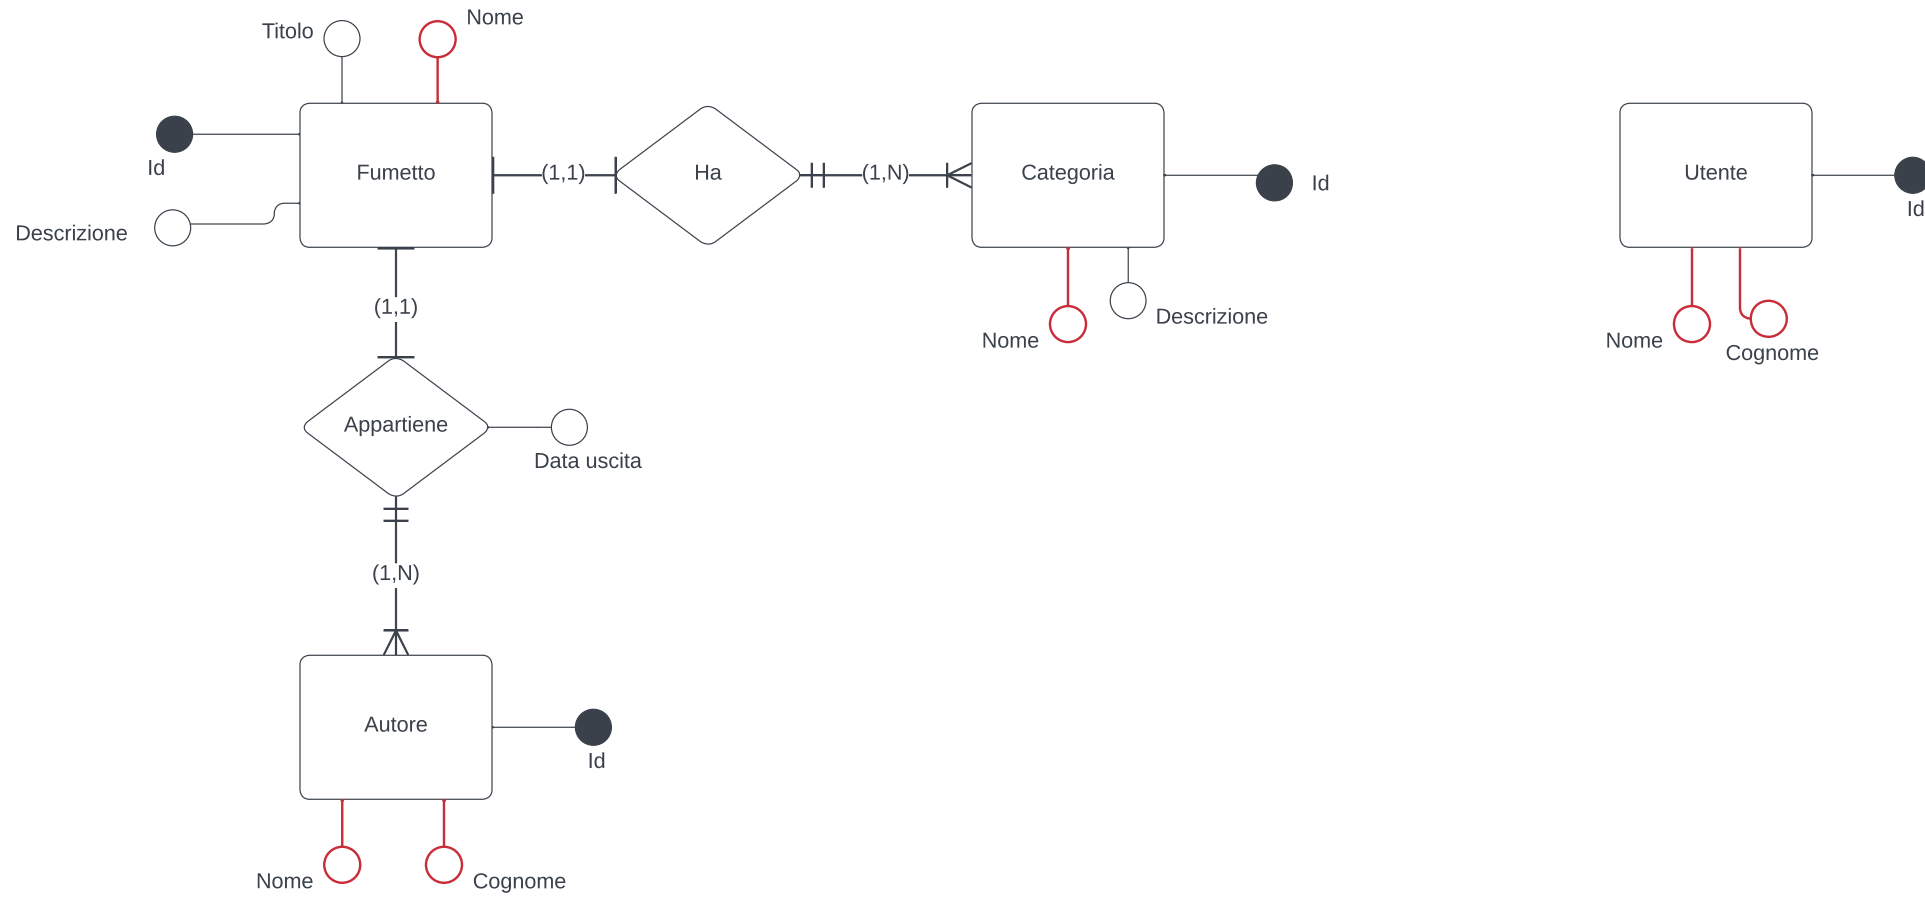 Titolo
Nome
Id
Fumetto
(1,1)
Ha
(1,N)
Categoria
Id
Utente
Id
Descrizione
Nome
Descrizione
Nome
Cognome
(1,1)
Appartiene
Data uscita
(1,N)
Autore
Id
Nome
Cognome